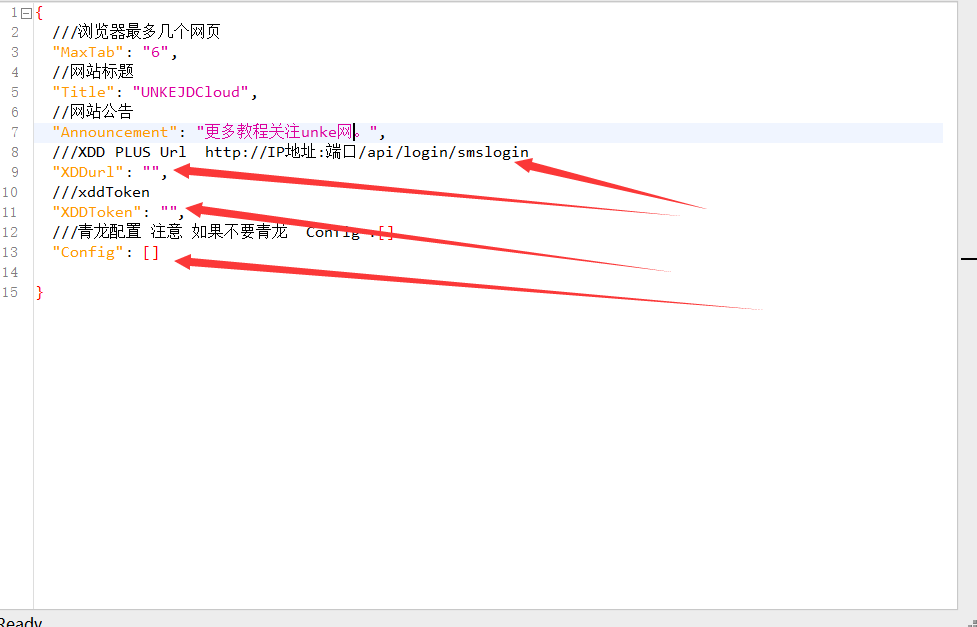 1 {
2 ///浏览器最多几个网页
3 "MaxTab": "6",
4 //网站标题
5 "Title": "UNKEJDCloud",
6 //网站公告
7 "Announcement": "更多教程关注unke网。",
8 ///XDD PLUS Url  http://IP地址:端口/api/login/smslogin
9 "XDDurl": "",
10 ///xddToken
11 "XDDToken": "",
12 ///青龙配置 注意 如果不要青龙  Config :[]
13 "Config": []
14
15 }
Ready